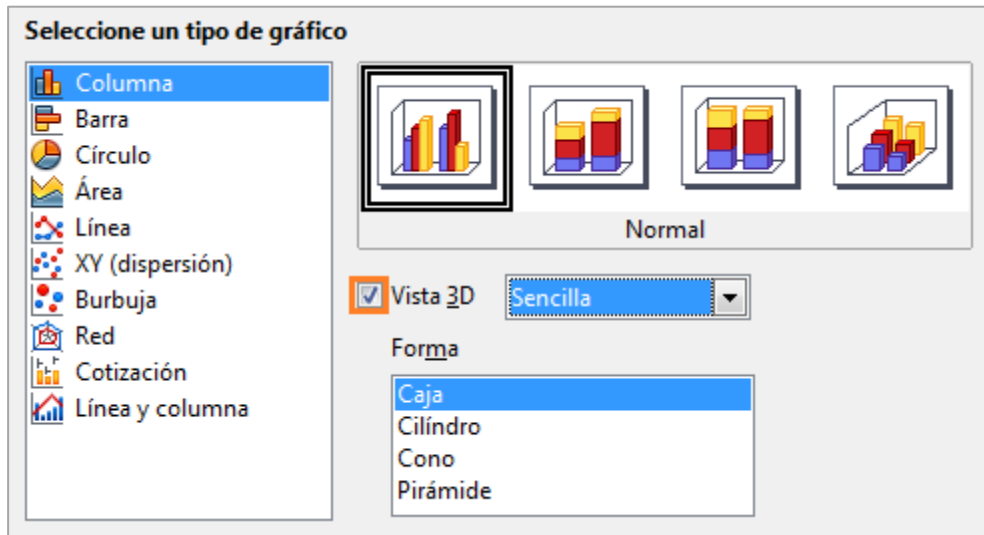 Seleccione un tipo de gráfico
Columna
Barra
Círculo
Área
Línea
XY (dispersión)
Burbuja
Red
Cotización
Línea y columna
Normal
Vista 3D
Sencilla
Forma
Caja
Cilíndro
Cono
Pirámide